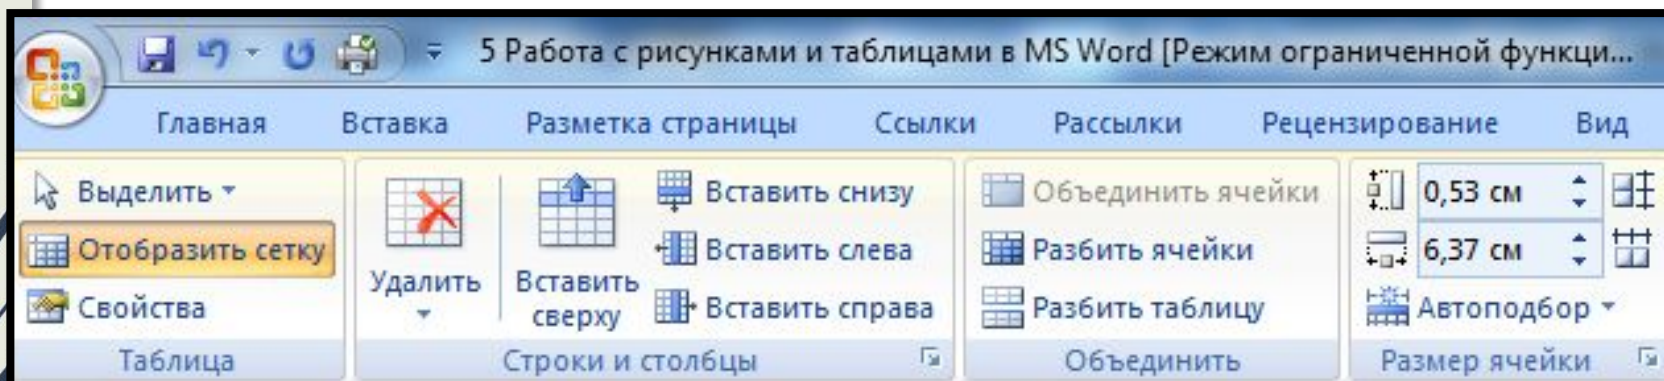 5 Работа с рисунками и таблицами в MS Word [Режим ограниченной функци...
Главная Вставка Разметка страницы Ссылки Рассылки Рецензирование Вид
Выделить
Отобразить сетку
Свойства
Таблица
Удалить
Вставить
сверху
Вставить снизу
Вставить слева
Вставить справа
Строки и столбцы
Объединить ячейки
Разбить ячейки
Разбить таблицу
Объединить
0,53 см
6,37 см
Автоподбор
Размер ячейки